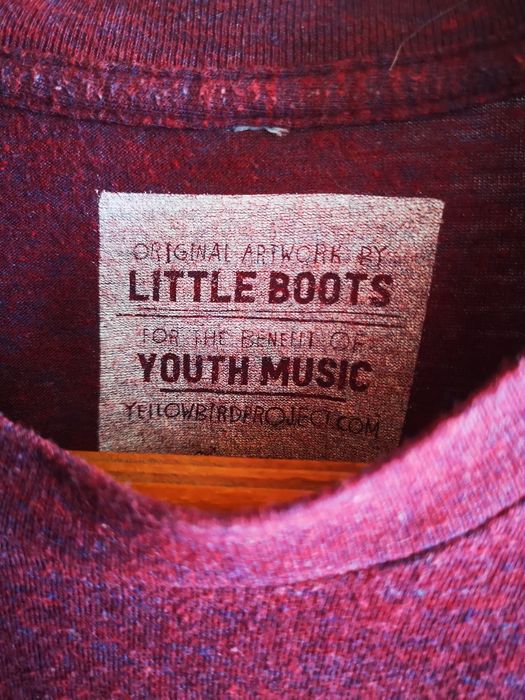 ORIGINAL ARTWORK BY
LITTLE BOOTS
FOR THE BENEFIT OF
YOUTH MUSIC
YELLOWBIRDPROJECT.COM